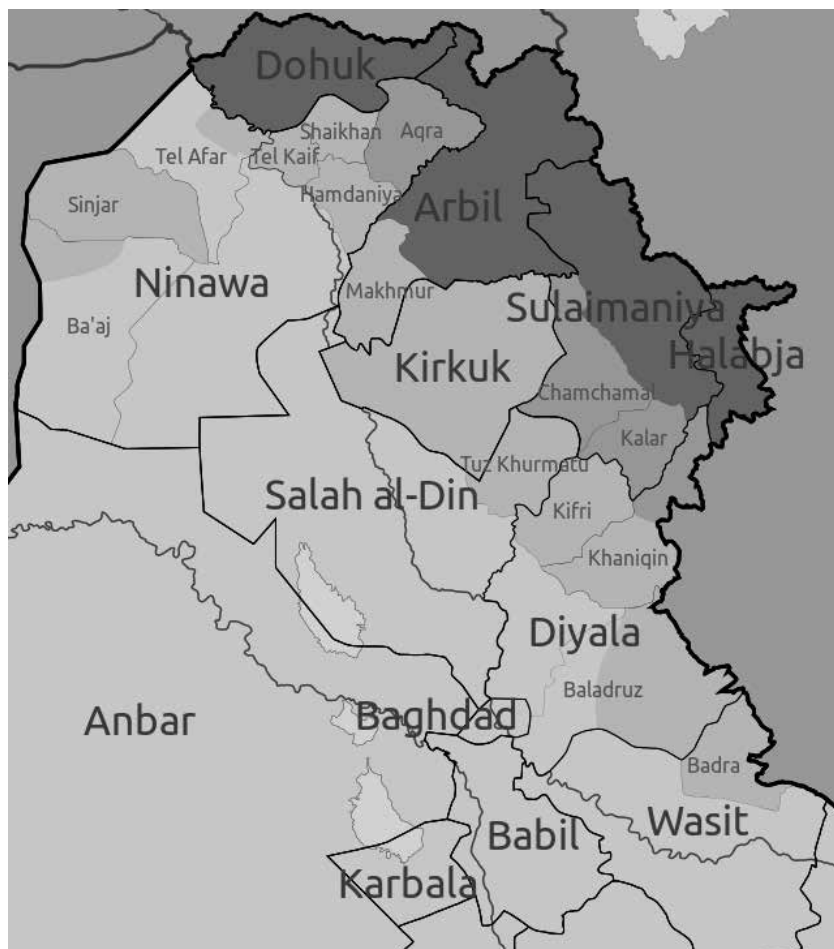 Dohuk
Shaikhan
Aqra
Tel Afar
Tel Kaif
Hamdaniya
Sinjar
Arbil
Ninawa
Makhmur
Sulaimaniya
Ba'aj
Halabja
Kirkuk
Chamchamal
Kalar
Tuz Khurmatu
Salah al-Din
Kifri
Khaniqin
Diyala
Baladruz
Anbar
Baghdad
Badra
Wasit
Babil
Karbala